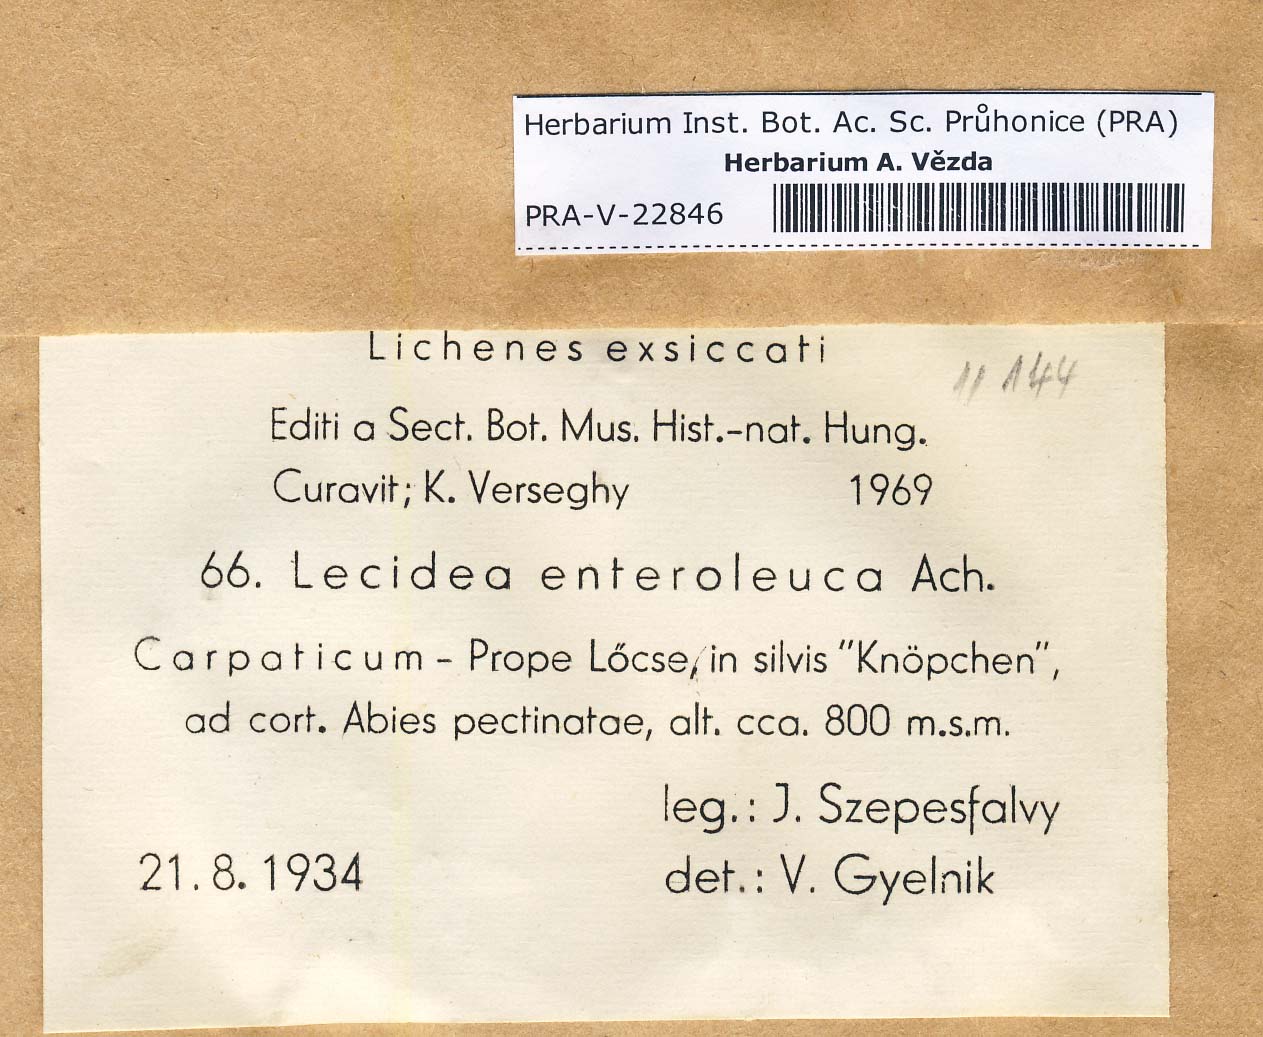 Herbarium Inst. Bot. Ac. Sc. Průhonice (PRA)
Herbarium A. Vězda
PRA-V-22846
Lichenes exsiccati
11 144
Editi a Sect. Bot. Mus. Hist.-nat. Hung.
Curavit; K. Verseghy 1969
66. Lecidea enteroleuca Ach.
Carpaticum - Prope Lőcse, in silvis "Knöpchen",
ad cort. Abies pectinatae, alt. cca. 800 m.s.m.
leg.: J. Szepesfalvy
21.8.1934 det.: V. Gyelnik